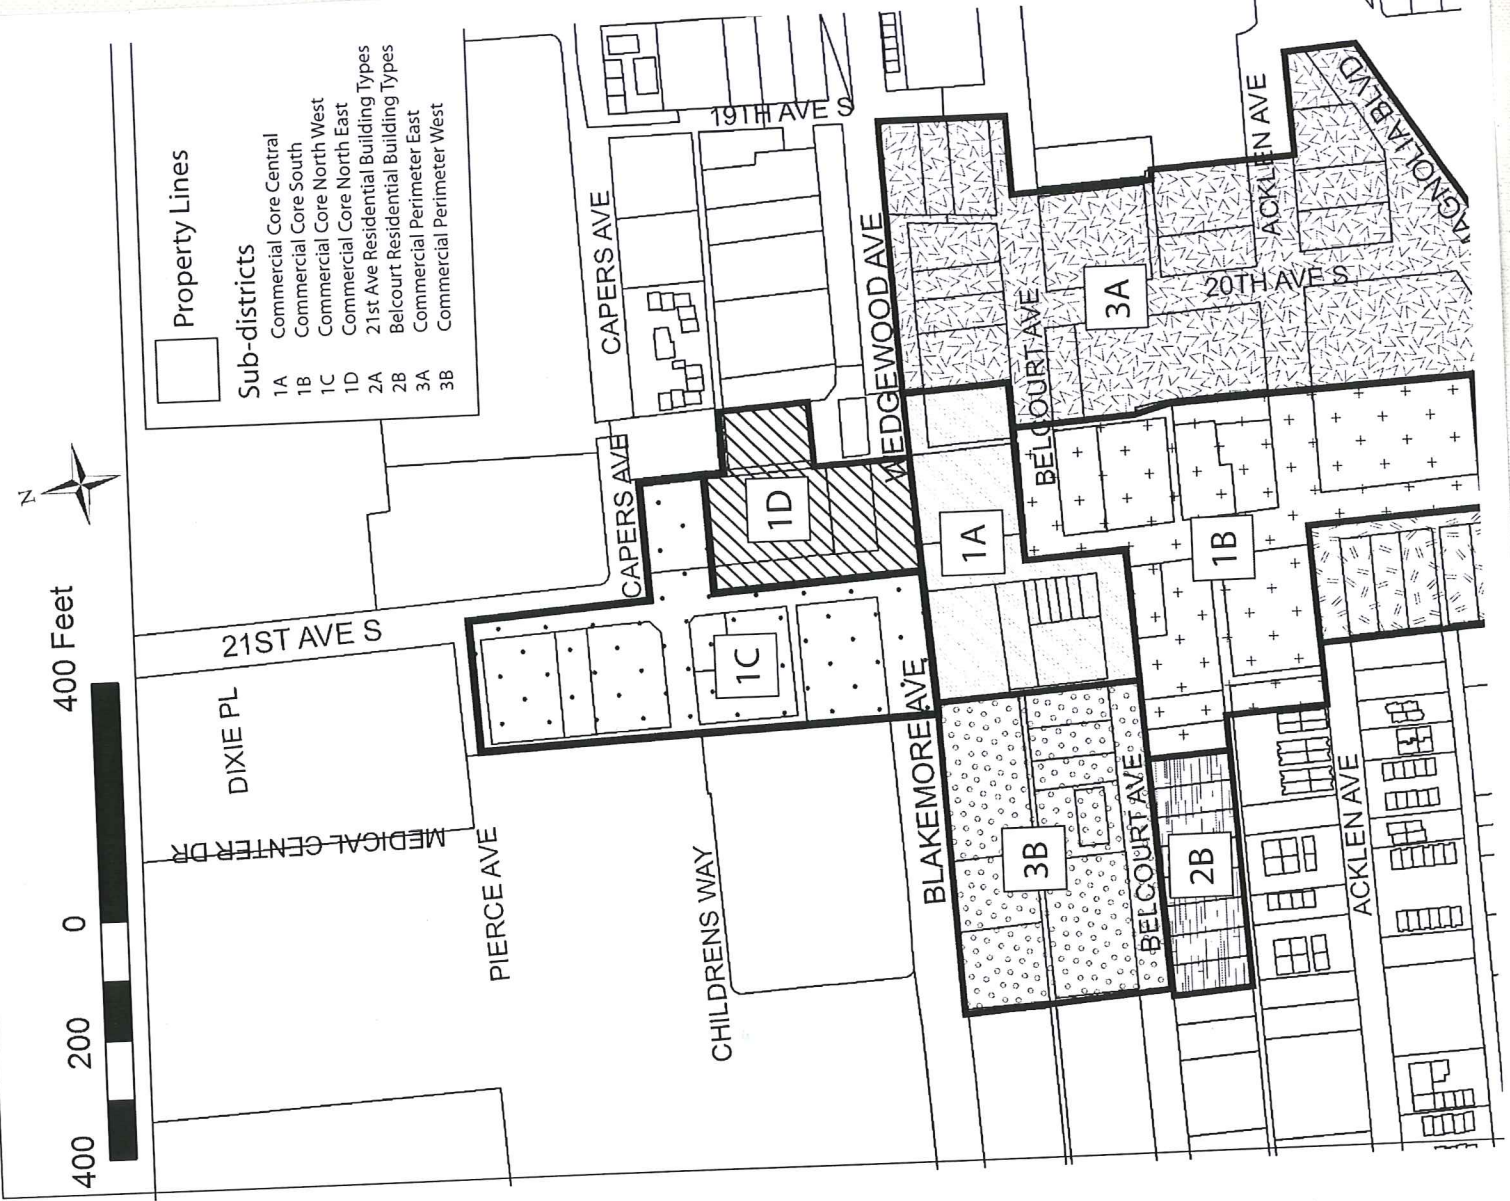 400 200 0 400 Feet
N
Property Lines
Sub-districts
1A Commercial Core Central
1B Commercial Core South
1C Commercial Core North West
1D Commercial Core North East
2A 21st Ave Residential Building Types
2B Belcourt Residential Building Types
3A Commercial Perimeter East
3B Commercial Perimeter West
DIXIE PL
21ST AVE S
MEDICAL CENTER DR
PIERCE AVE
CAPERS AVE
CAPERS AVE
CHILDRENS WAY
1C
1D
19TH AVE S
BLAKEMORE AVE
WEDGEWOOD AVE
1A
3B
BELCOURT AVE
BELCOURT AVE
3A
2B
1B
20TH AVE S
ACKLEN AVE
ACKLEN AVE
AGNOLIA BLVD